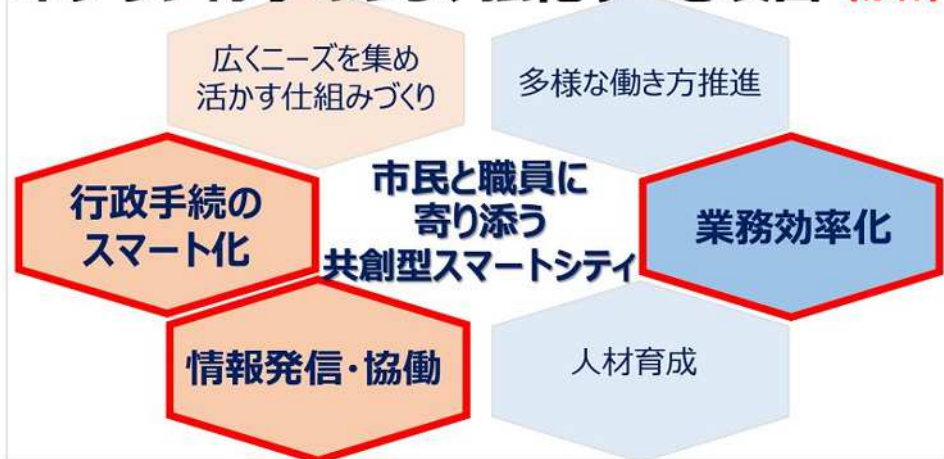 広くニーズを集め
活かす仕組みづくり
多様な働き方推進
行政手続の
スマート化
市民と職員に
寄り添う
共創型スマートシティ
業務効率化
情報発信・協働
人材育成